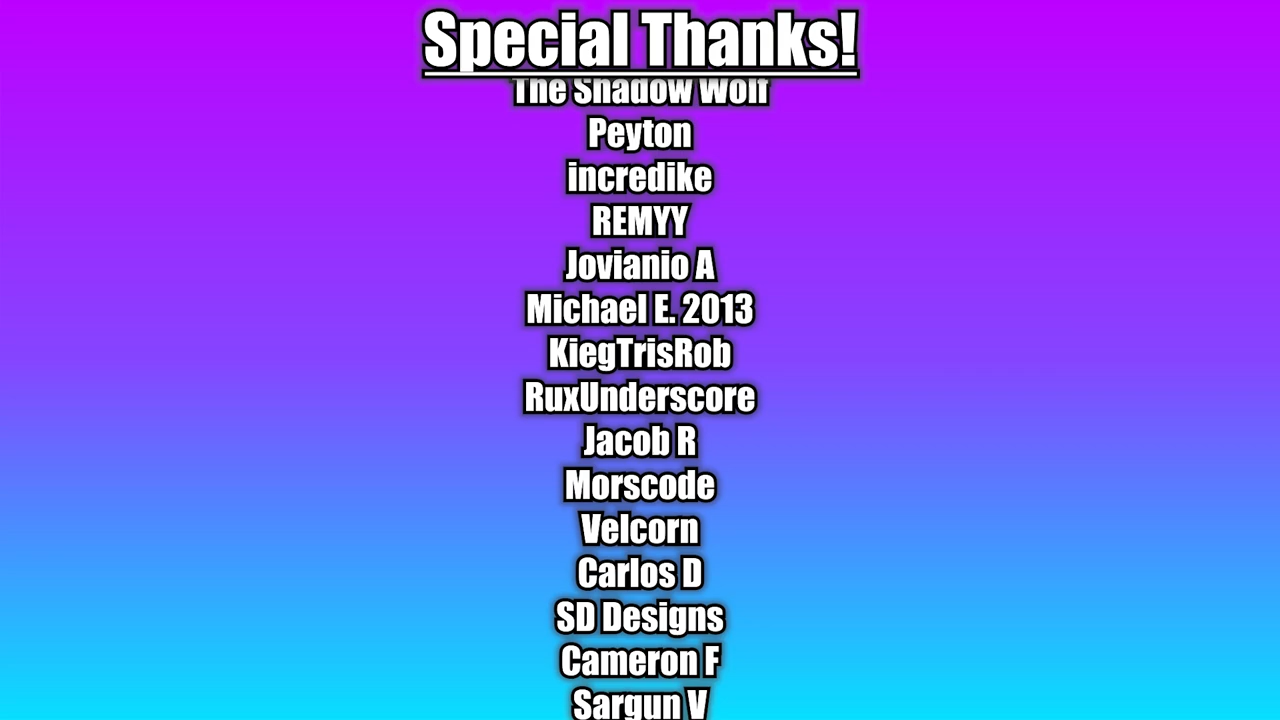 Special Thanks!
The Shadow Wolf
Peyton
incredike
REMYY
Jovianio A
Michael E. 2013
KiegTrisRob
RuxUnderscore
Jacob R
Morscode
Velcorn
Carlos D
SD Designs
Cameron F
Sargun V